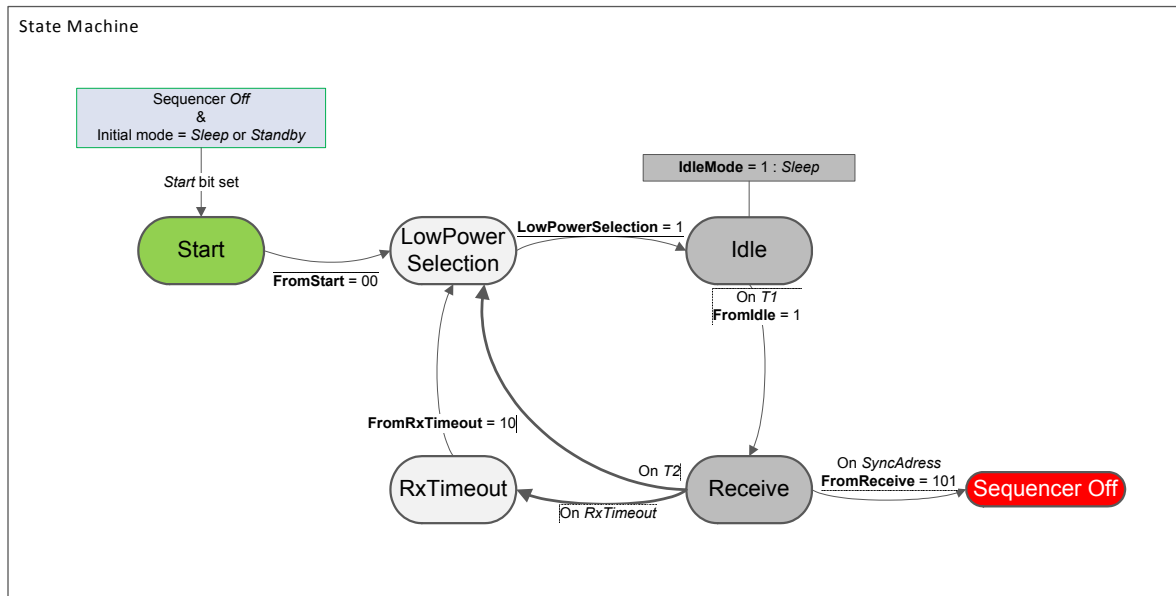 State Machine
Sequencer Off
&
Initial mode = Sleep or Standby
IdleMode = 1 : Sleep
Start bit set
Start
LowPower
Selection
LowPowerSelection = 1
Idle
FromStart = 00
On T1
FromIdle = 1
FromRxTimeout = 10
On T2
RxTimeout
On RxTimeout
Receive
On SyncAdress
FromReceive = 101
Sequencer Off